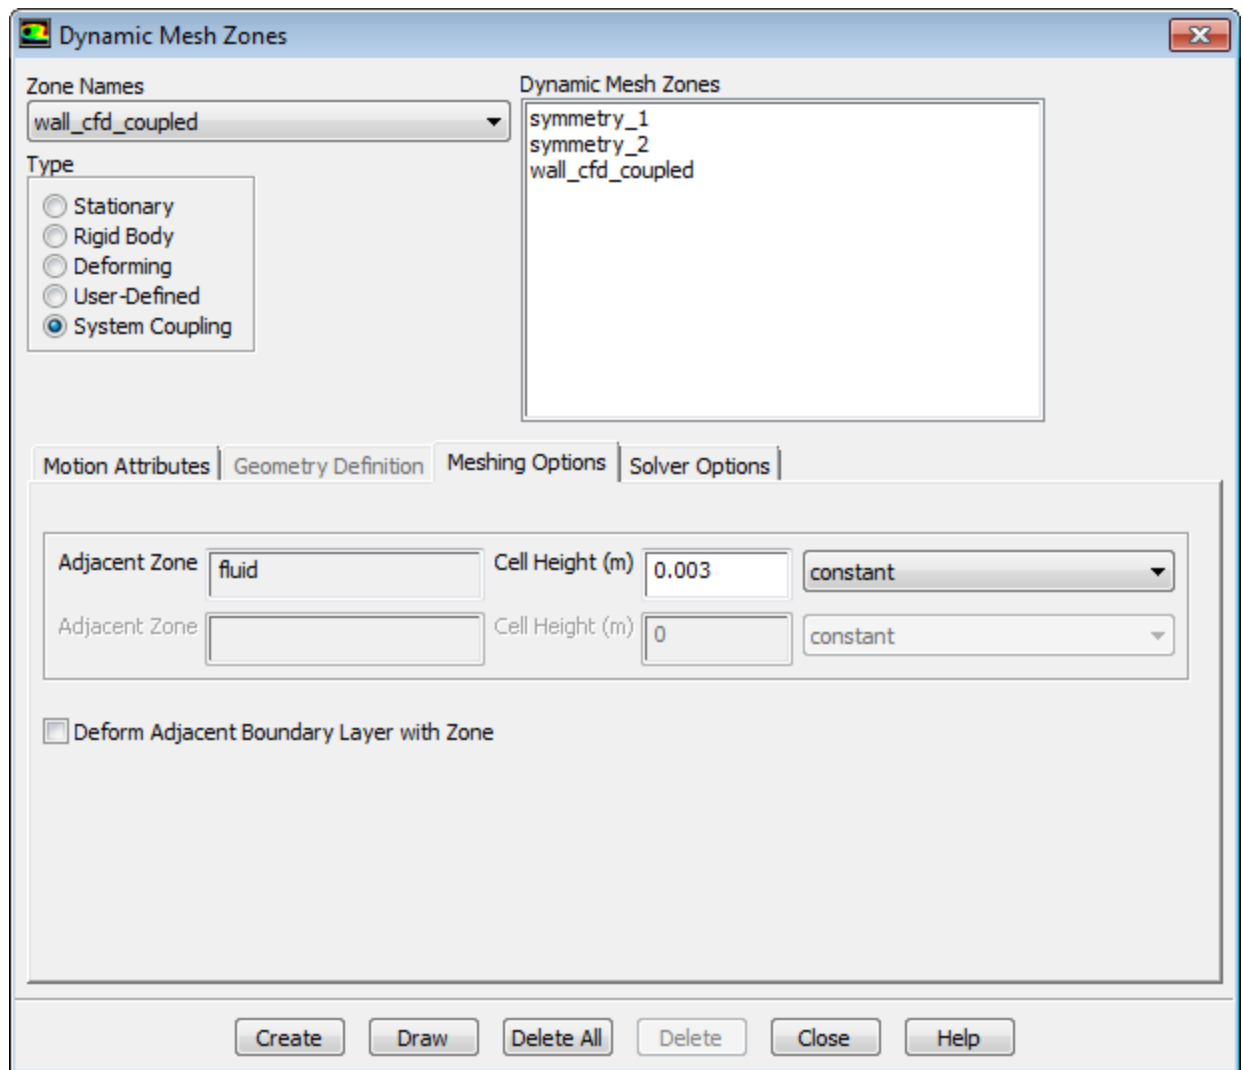 Dynamic Mesh Zones
Zone Names
wall_cfd_coupled
Type
Stationary
Rigid Body
Deforming
User-Defined
System Coupling
Dynamic Mesh Zones
symmetry_1
symmetry_2
wall_cfd_coupled
Motion Attributes Geometry Definition Meshing Options Solver Options
Adjacent Zone fluid Cell Height (m) 0.003 constant
Adjacent Zone Cell Height (m) 0 constant
Deform Adjacent Boundary Layer with Zone
Create Draw Delete All Delete Close Help